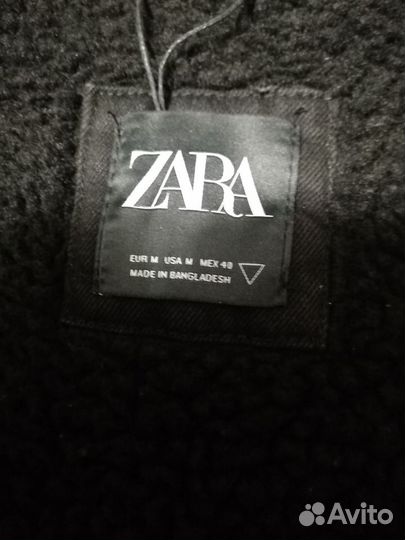 ZARA
EUR M USA M MEX 40
MADE IN BANGLADESH
Avito